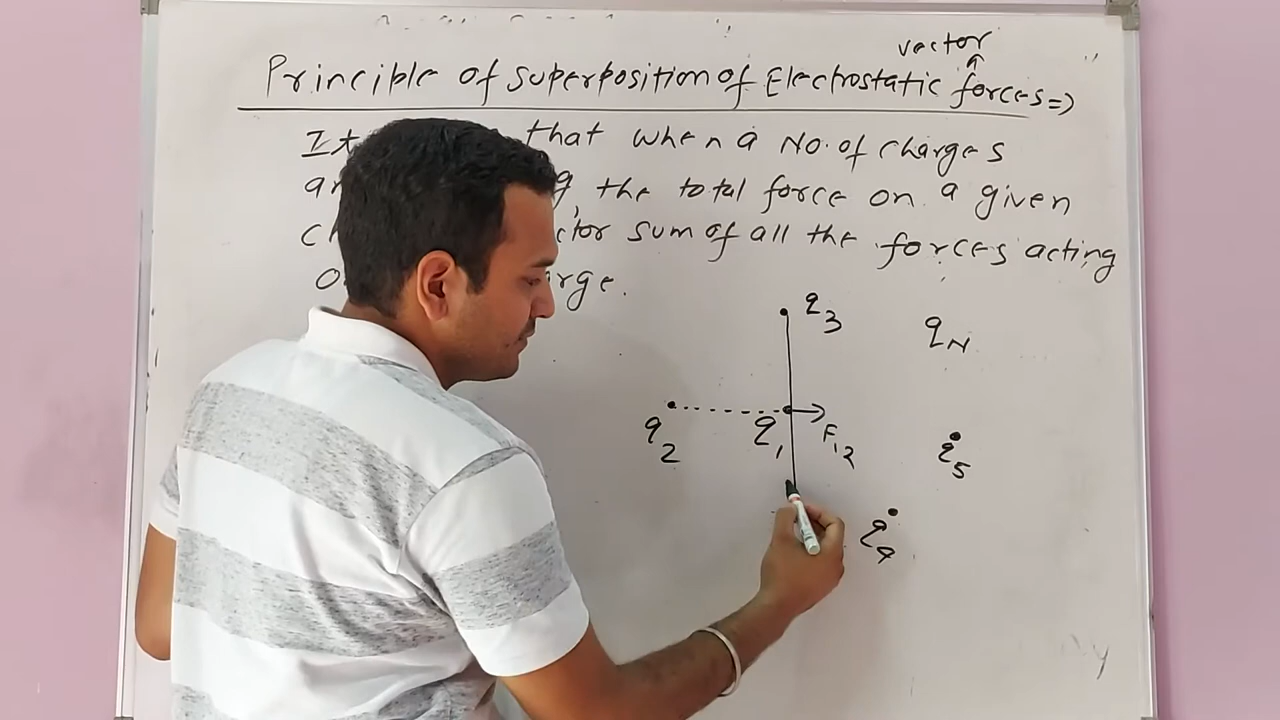 vector
Principle of Superposition of Electrostatic forces=>
that when a No. of charges
the total force on a given
sum of all the forces acting
q3
qN
q2
q1
F12
q5
q4